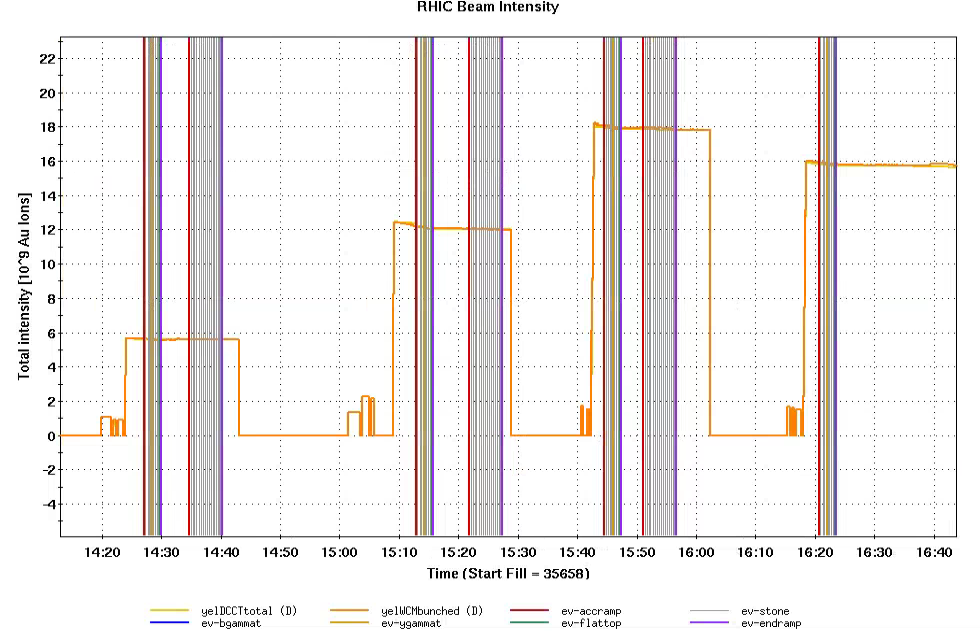 RHIC Beam Intensity
22
20
18
16
14
12
10
8
6
4
2
0
-2
-4
Total intensity [10^9 Au Ions]
14:20 14:30 14:40 14:50 15:00 15:10 15:20 15:30 15:40 15:50 16:00 16:10 16:20 16:30 16:40
Time (Start Fill = 35658)
yelDCCTtotal (D) yelWCMbunched (D) ev-accramp ev-stone
ev-bgammat ev-ygammat ev-flattop ev-endramp